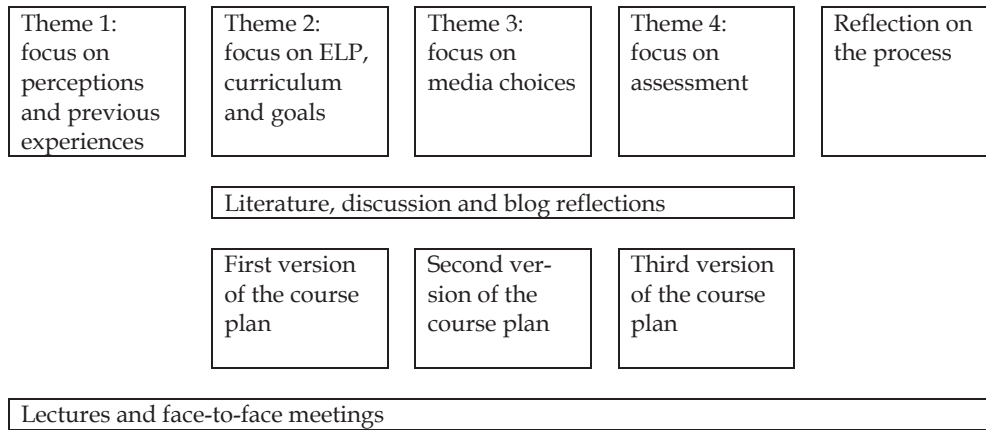 Theme 1:
focus on
perceptions
and previous
experiences
Theme 2:
focus on ELP,
curriculum
and goals
Theme 3:
focus on
media choices
Theme 4:
focus on
assessment
Reflection on
the process
Literature, discussion and blog reflections
First version
of the course
plan
Second ver-
sion of the
course plan
Third version
of the course
plan
Lectures and face-to-face meetings